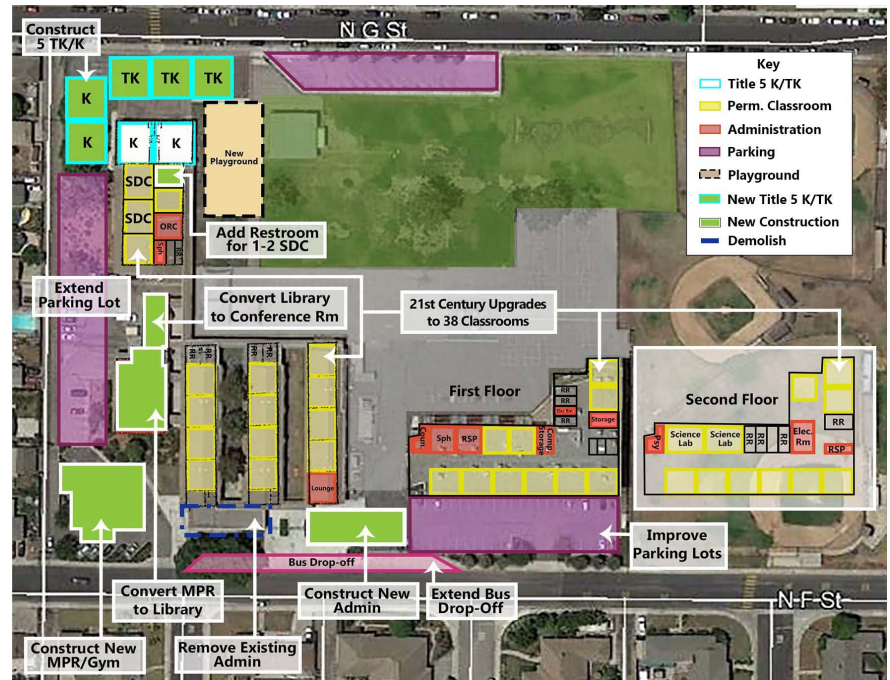 Construct
5 TK/K
N G St
K
TK
TK
TK
K
K
K
New
Playground
SDC
SDC
ORC
Sph
RR
Add Restroom
for 1-2 SDC
Key
Title 5 K/TK
Perm. Classroom
Administration
Parking
Playground
New Title 5 K/TK
New Construction
Demolish
Extend
Parking Lot
Convert Library
to Conference Rm
21st Century Upgrades
to 38 Classrooms
RR
RR
RR
RR
First Floor
RR
RR
Elec Rm
RR
Storage
Coun.
Sph
RSP
Comp
Storage
Lounge
Second Floor
Psy
Science
Lab
Science
Lab
RR
RR
RR
Elec.
Rm
RR
RSP
Improve
Parking Lots
Bus Drop-off
Convert MPR
to Library
Construct New
Admin
Extend Bus
Drop-Off
N F St
Construct New
MPR/Gym
Remove Existing
Admin